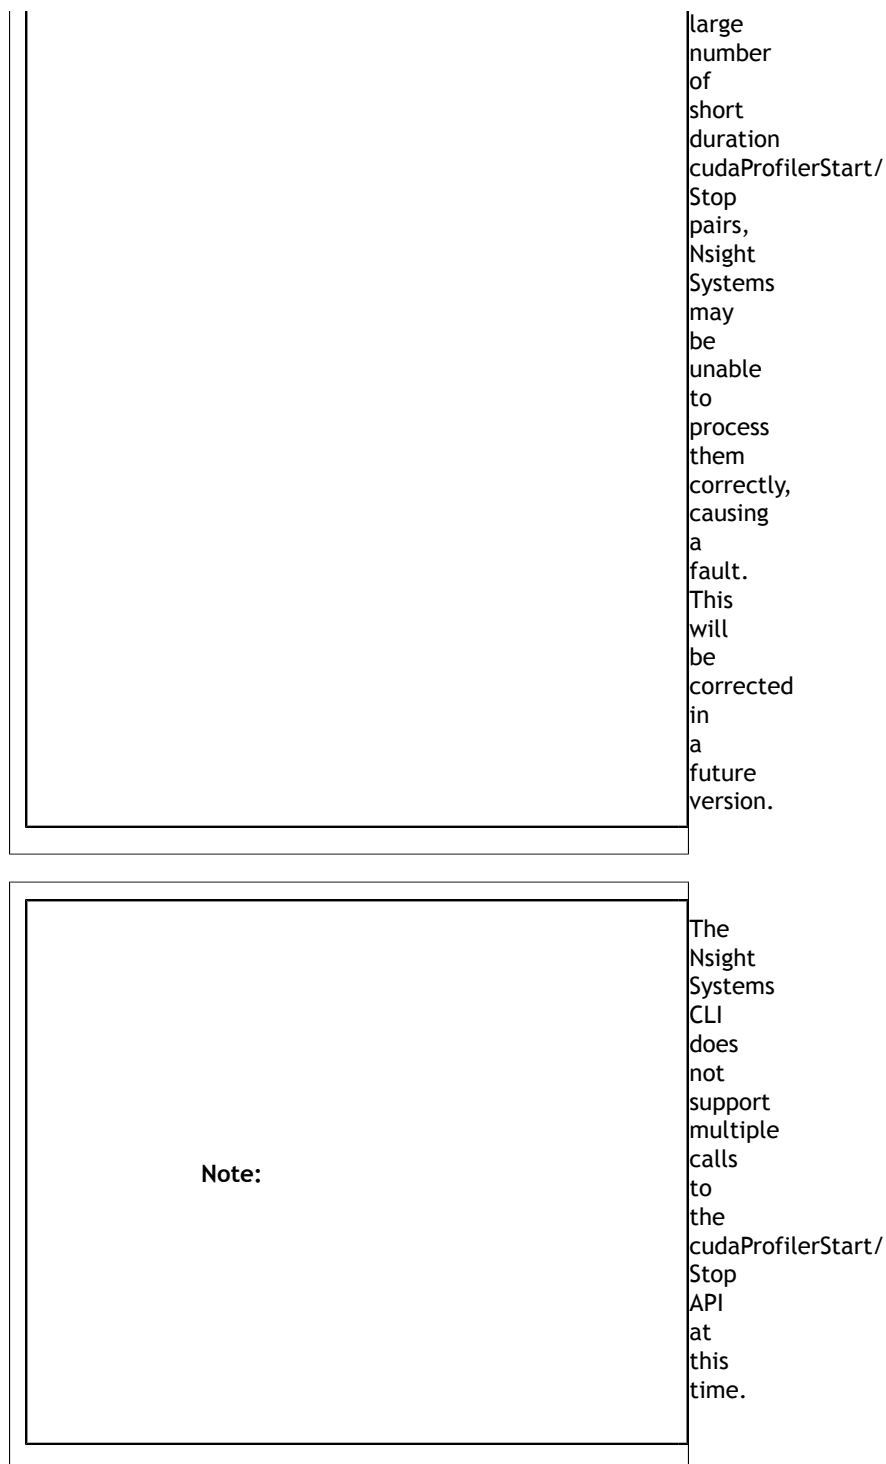 large
number
of
short
duration
cudaProfilerStart/
Stop
pairs,
Nsight
Systems
may
be
unable
to
process
them
correctly,
causing
a
fault.
This
will
be
corrected
in
a
future
version.
Note:
The
Nsight
Systems
CLI
does
not
support
multiple
calls
to
the
cudaProfilerStart/
Stop
API
at
this
time.